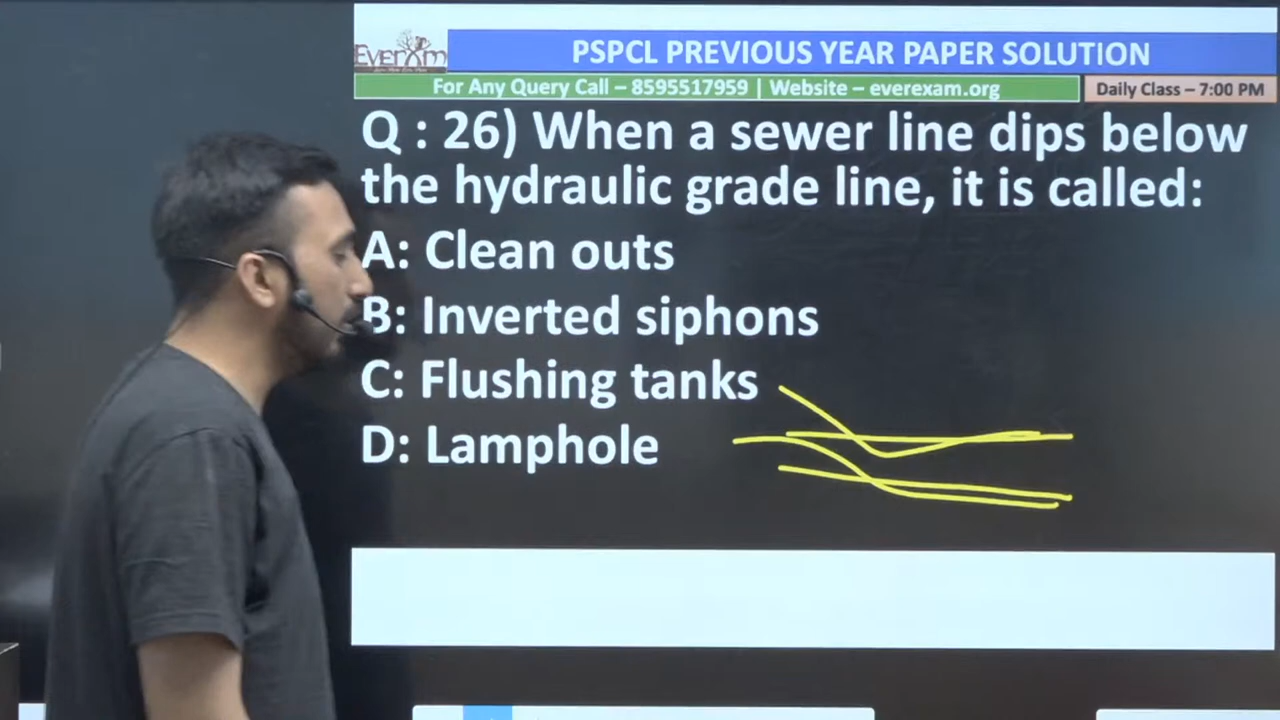 EverExam
PSPCL PREVIOUS YEAR PAPER SOLUTION
For Any Query Call – 8595517959 | Website – everexam.org
Daily Class – 7:00 PM
Q : 26) When a sewer line dips below
the hydraulic grade line, it is called:
A: Clean outs
B: Inverted siphons
C: Flushing tanks
D: Lamphole